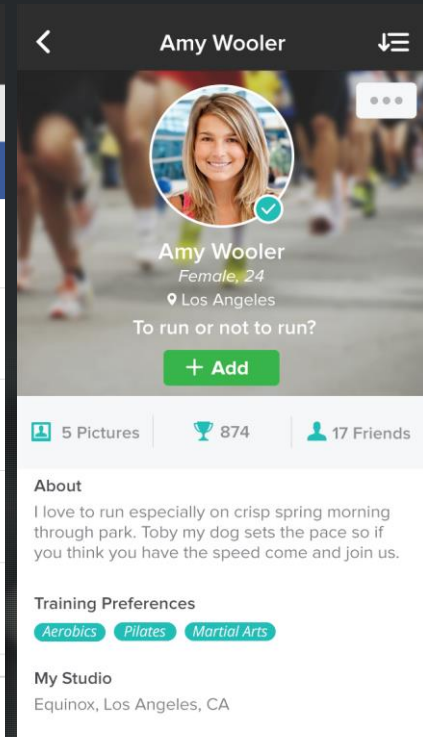 Amy Wooler
Amy Wooler
Female, 24
Los Angeles
To run or not to run?
+ Add
5 Pictures
874
17 Friends
About
I love to run especially on crisp spring morning
through park. Toby my dog sets the pace so if
you think you have the speed come and join us.
Training Preferences
Aerobics Pilates Martial Arts
My Studio
Equinox, Los Angeles, CA